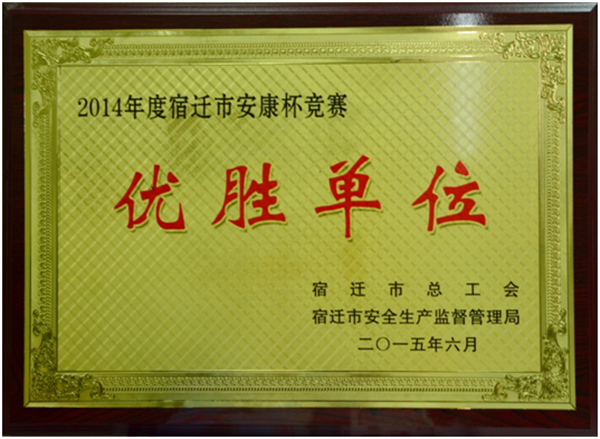 2014年度宿迁市安康杯竞赛
优胜单位
宿迁市总工会
宿迁市安全生产监督管理局
二〇一五年六月